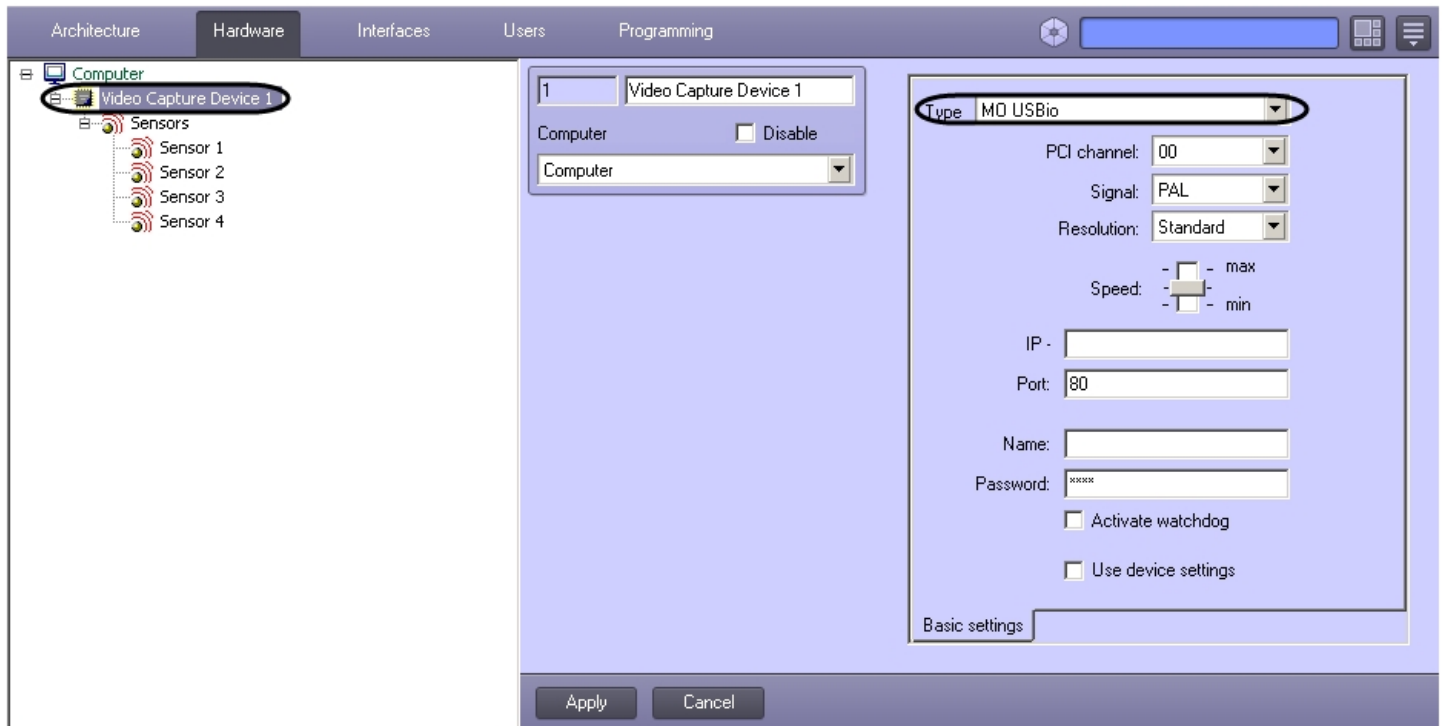 Architecture Hardware Interfaces Users Programming
Computer
Video Capture Device 1
Sensors
Sensor 1
Sensor 2
Sensor 3
Sensor 4
1 Video Capture Device 1
Computer Disable
Computer
Type MO USBio
PCI channel: 00
Signal: PAL
Resolution: Standard
max
Speed:
min
IP -
Port: 80
Name:
Password: ****
Activate watchdog
Use device settings
Basic settings
Apply Cancel